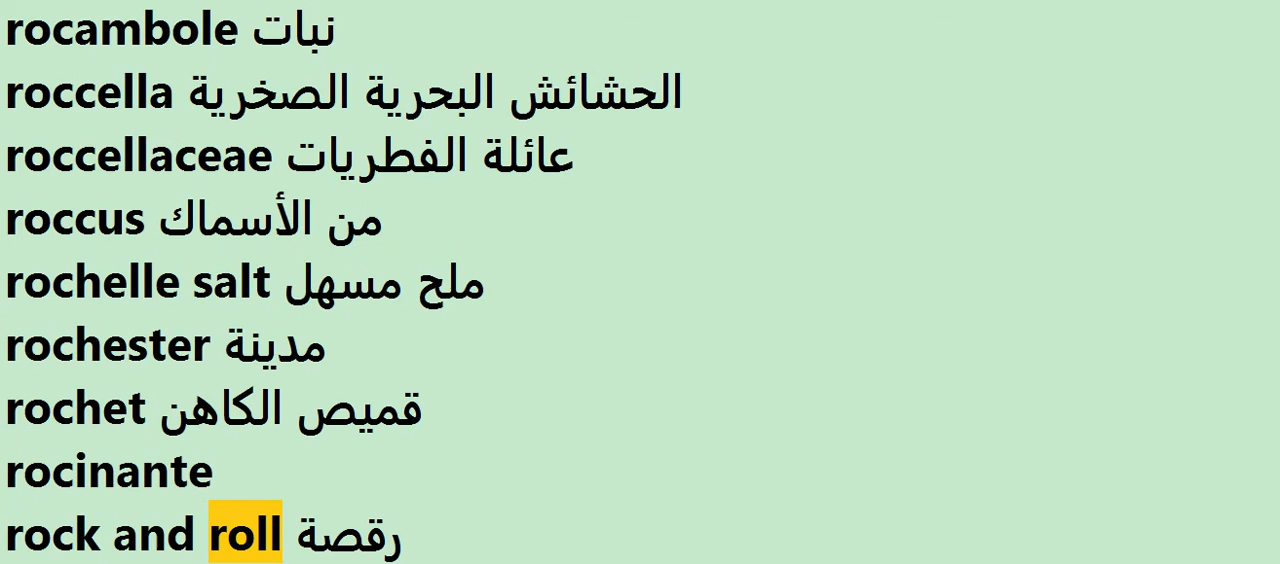 rocambole نبات
roccella الحشائش البحرية الصخرية
roccellaceae عائلة الفطريات
roccus من الأسماك
rochelle salt ملح مسهل
rochester مدينة
rochet قميص الكاهن
rocinante
rock and roll رقصة